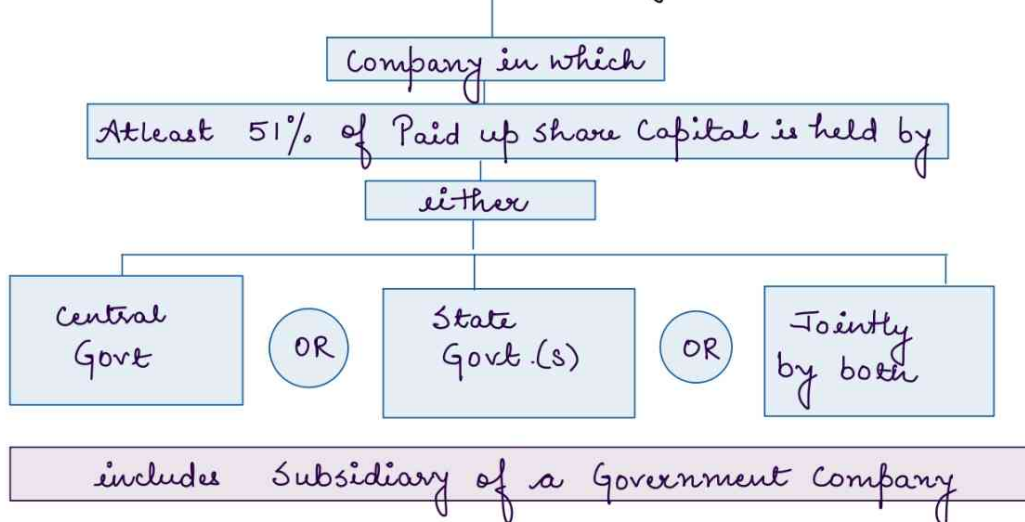 Company in which
Atleast 51% of Paid up share Capital is held by
either
Central
Govt
OR
State
Govt.(s)
OR
Jointly
by both
includes Subsidiary of a Government Company